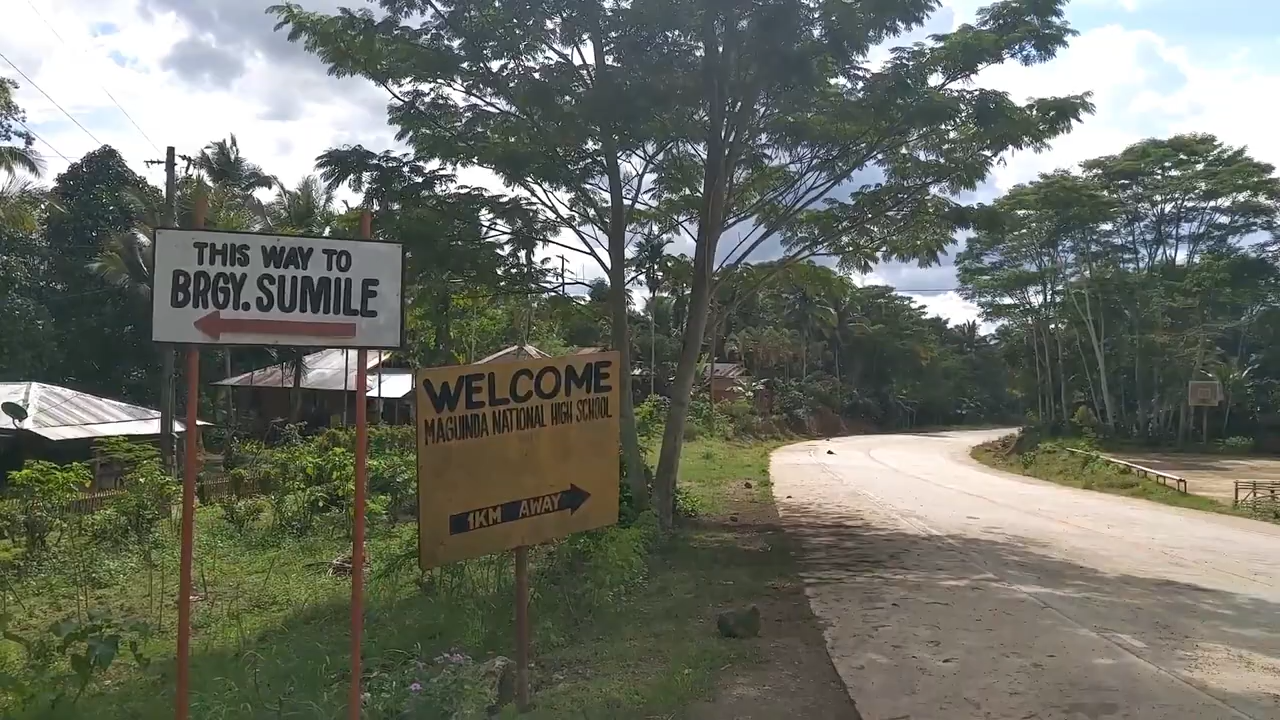 THIS WAY TO
BRGY. SUMILE
WELCOME
MAGUINDA NATIONAL HIGH SCHOOL
1KM AWAY